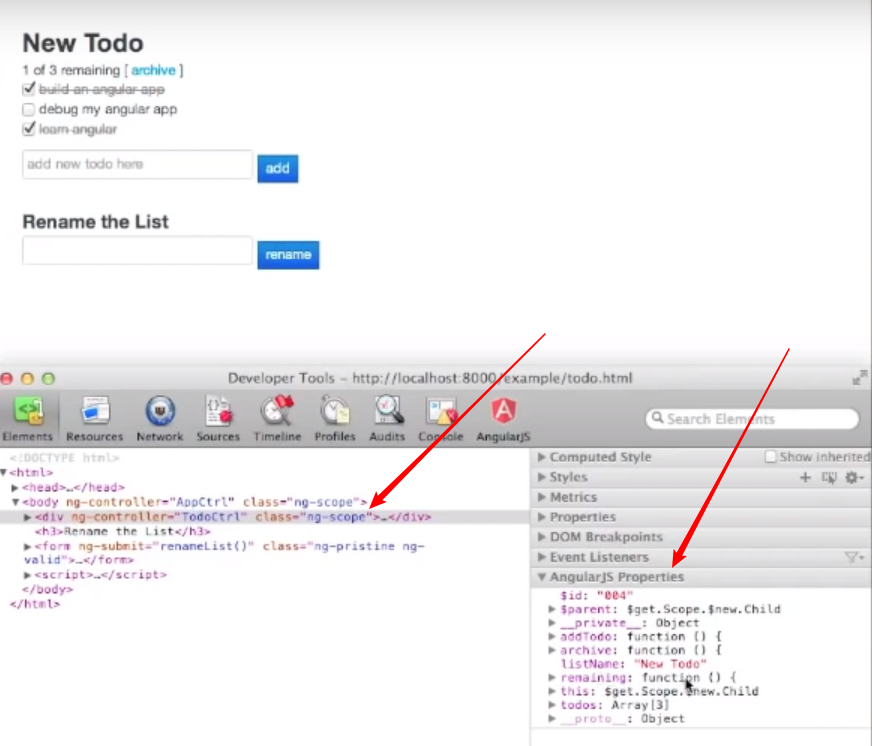 New Todo
1 of 3 remaining [ archive ]
build an angular app
debug my angular app
learn angular
add new todo here
add
Rename the List
rename
Developer Tools – http://localhost:8000/example/todo.html
Elements Resources Network Sources Timeline Profiles Audits Console AngularJS
Search Elements
<!DOCTYPE html>
<html>
<head>…</head>
<body ng-controller="AppCtrl" class="ng-scope">
<div ng-controller="TodoCtrl" class="ng-scope">…</div>
<h3>Rename the List</h3>
<form ng-submit="renameList()" class="ng-pristine ng-
valid">…</form>
<script>…</script>
</body>
</html>
Computed Style Show inherited
Styles
Metrics
Properties
DOM Breakpoints
Event Listeners
AngularJS Properties
$id: "004"
$parent: $get.Scope.$new.Child
__private__: Object
addTodo: function () {
archive: function () {
listName: "New Todo"
remaining: function () {
this: $get.Scope.$new.Child
todos: Array[3]
__proto__: Object